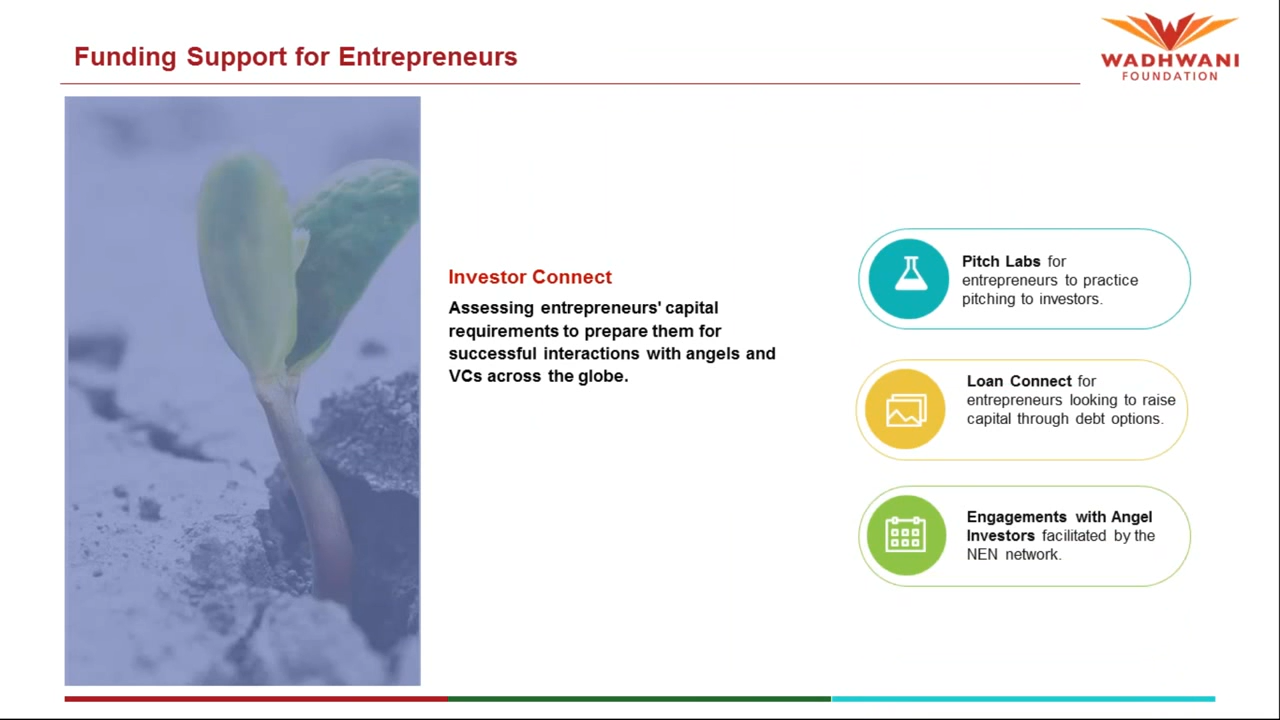 Funding Support for Entrepreneurs
WADHWANI
FOUNDATION
Investor Connect
Assessing entrepreneurs' capital
requirements to prepare them for
successful interactions with angels and
VCs across the globe.
Pitch Labs for
entrepreneurs to practice
pitching to investors.
Loan Connect for
entrepreneurs looking to raise
capital through debt options.
Engagements with Angel
Investors facilitated by the
NEN network.